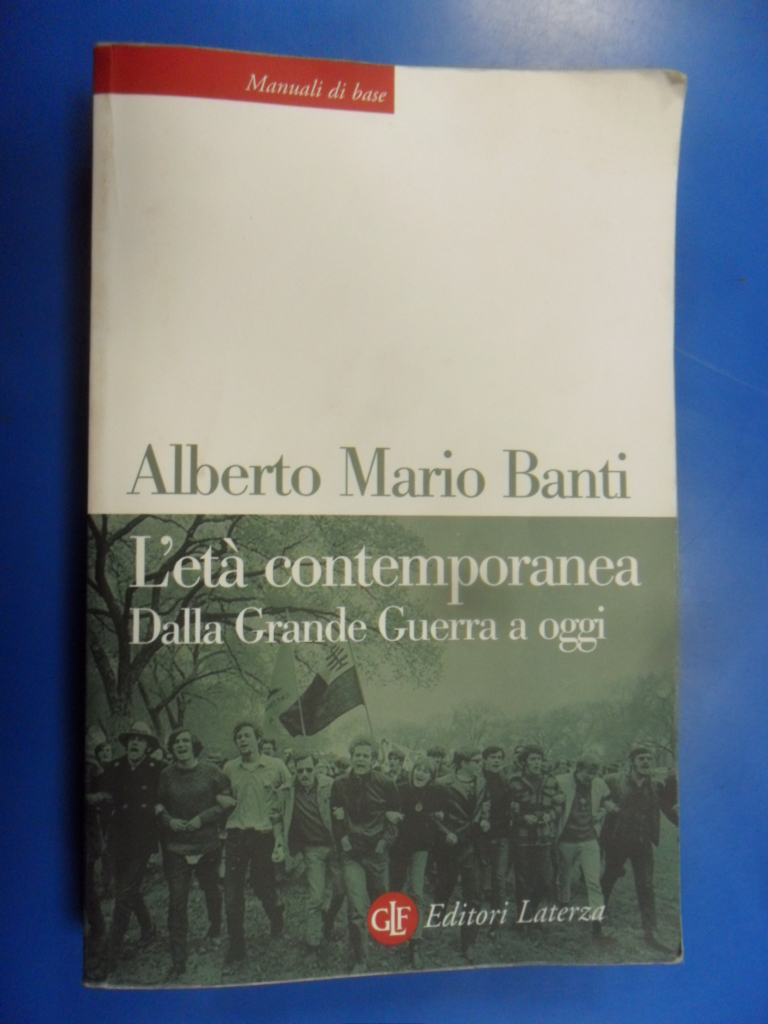 Manuali di base
Alberto Mario Banti
L'età contemporanea
Dalla Grande Guerra a oggi
GLF Editori Laterza